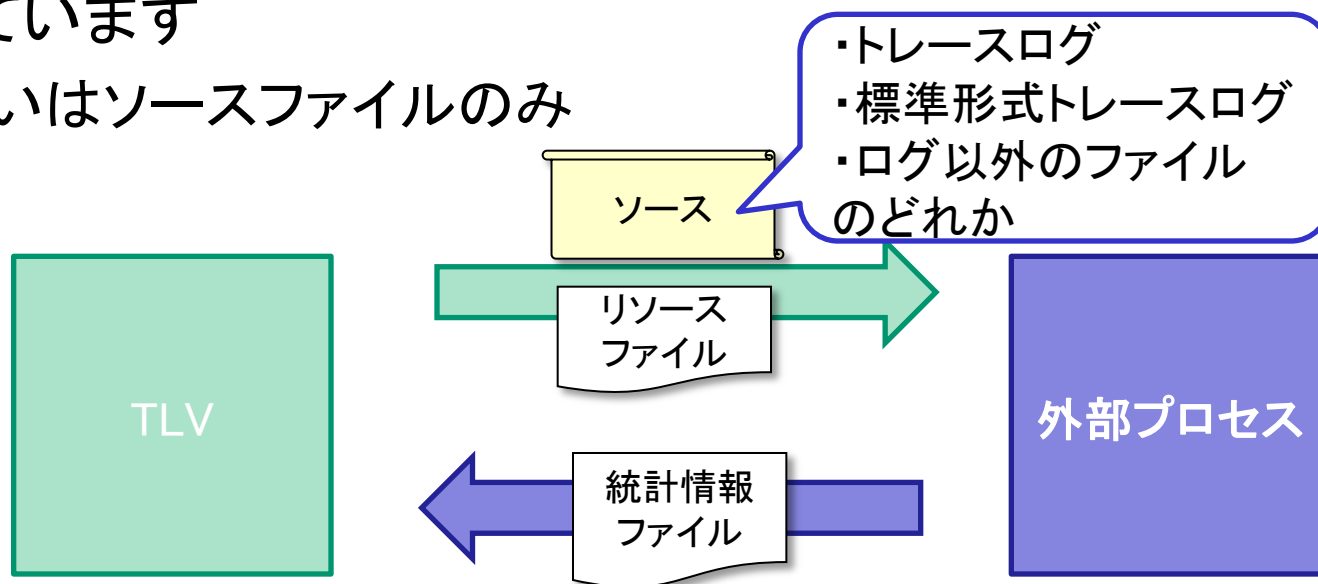 ています
いはソースファイルのみ
・トレースログ
・標準形式トレースログ
・ログ以外のファイル
のどれか
ソース
リソース
ファイル
TLV
外部プロセス
統計情報
ファイル